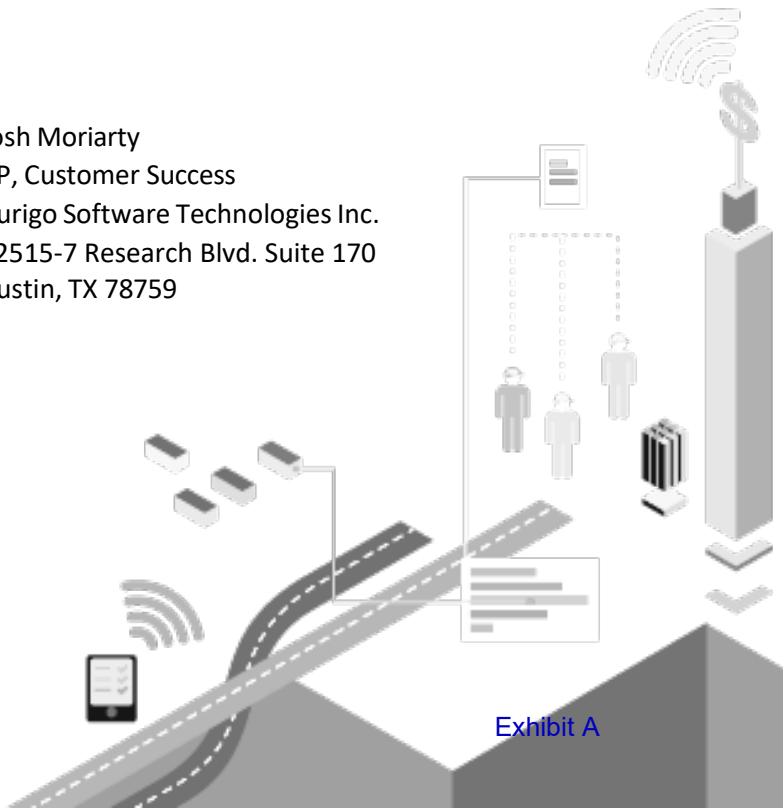 osh Moriarty
P, Customer Success
urigo Software Technologies Inc.
2515-7 Research Blvd. Suite 170
ustin, TX 78759
$
Exhibit A